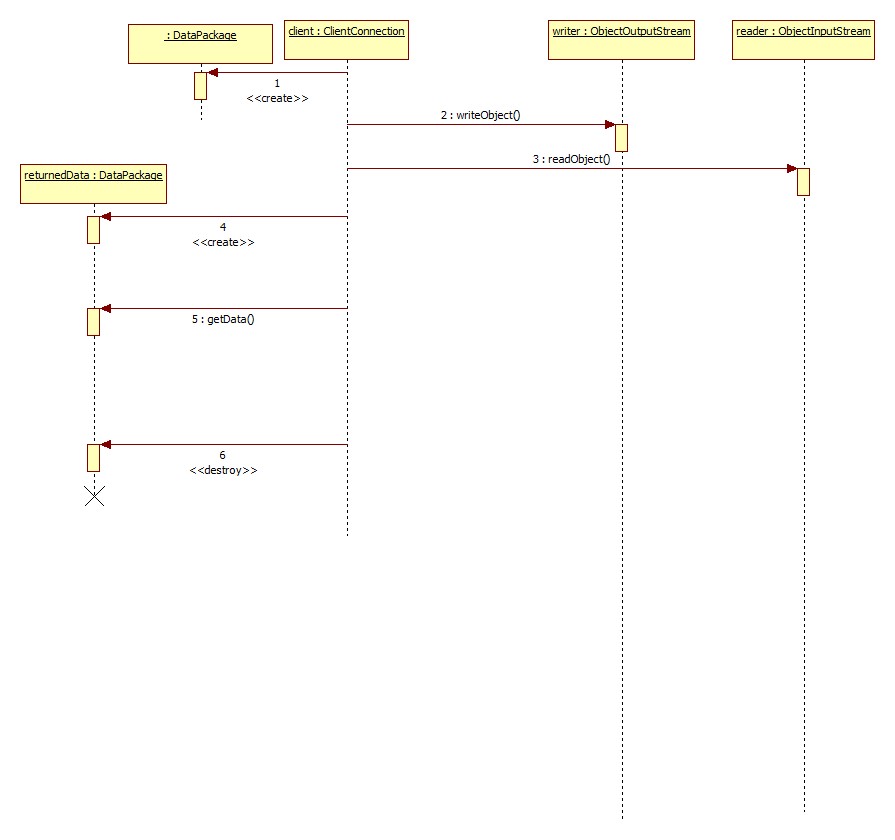 : DataPackage
client : ClientConnection
writer : ObjectOutputStream
reader : ObjectInputStream
1
<<create>>
2 : writeObject()
3 : readObject()
returnedData : DataPackage
4
<<create>>
5 : getData()
6
<<destroy>>